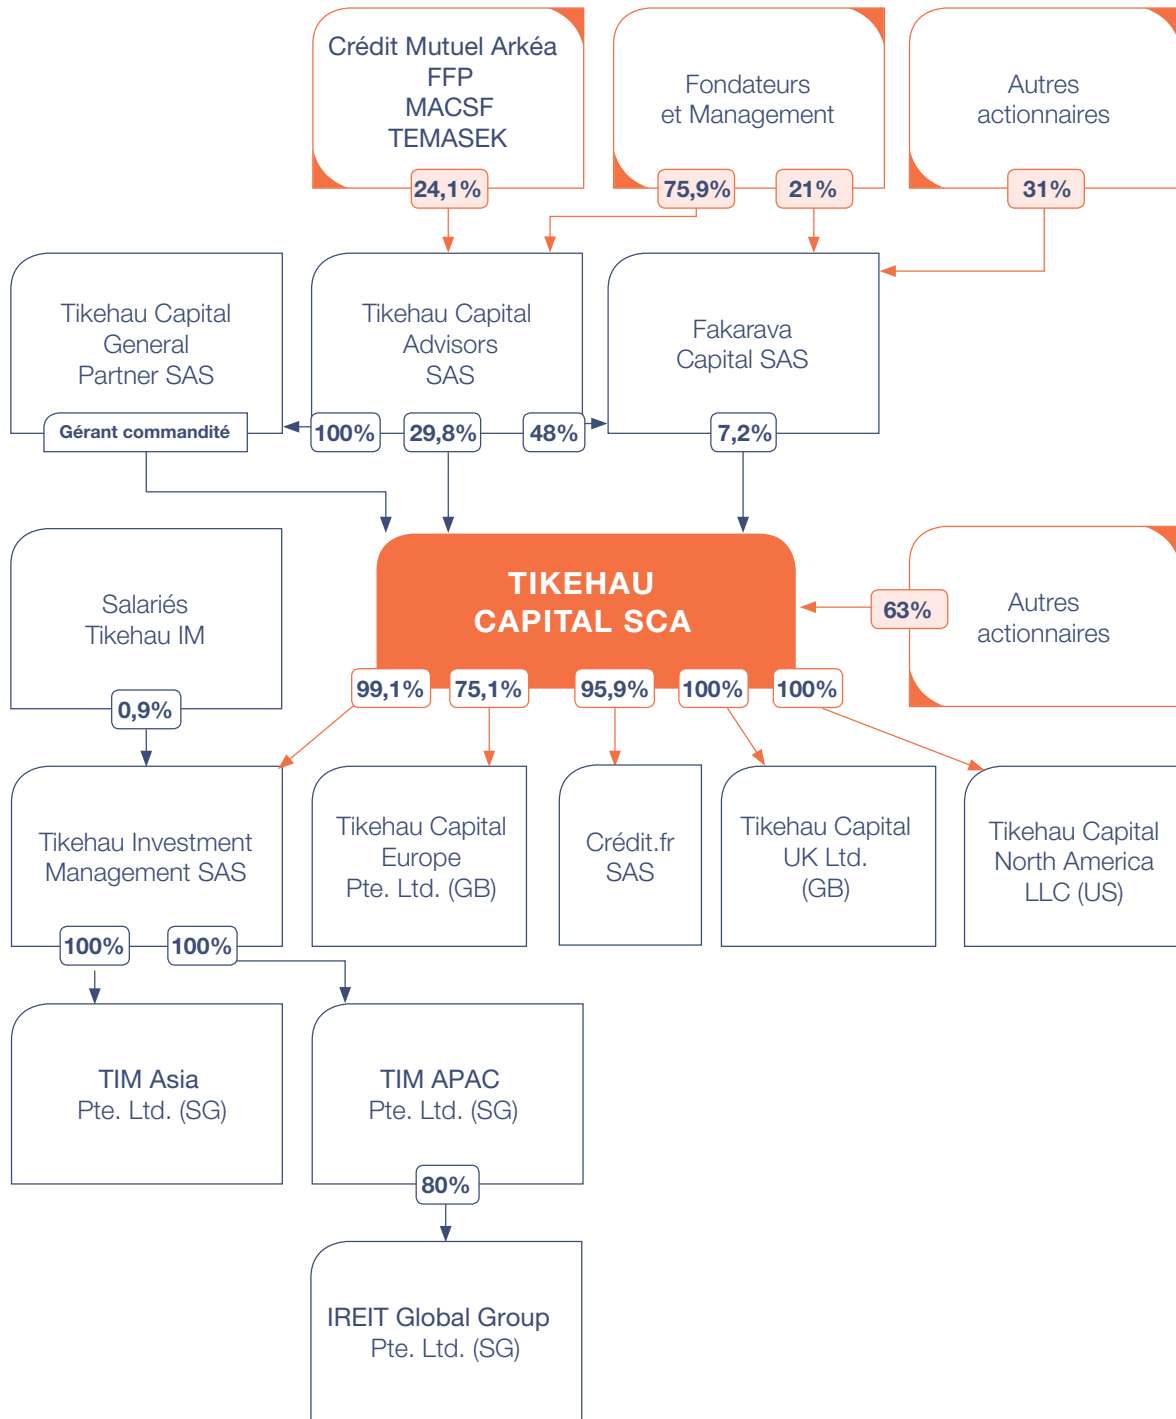 Crédit Mutuel Arkéa
FFP
MACSF
TEMASEK
24,1%
Fondateurs
et Management
75,9%
21%
Autres
actionnaires
31%
Tikehau Capital
General
Partner SAS
Gérant commandité
Tikehau Capital
Advisors
SAS
100%
29,8%
48%
Fakarava
Capital SAS
7,2%
Salariés
Tikehau IM
0,9%
TIKEHAU
CAPITAL SCA
63%
Autres
actionnaires
99,1%
75,1%
95,9%
100%
100%
Tikehau Investment
Management SAS
100%
100%
Tikehau Capital
Europe
Pte. Ltd. (GB)
Crédit.fr
SAS
Tikehau Capital
UK Ltd.
(GB)
Tikehau Capital
North America
LLC (US)
TIM Asia
Pte. Ltd. (SG)
TIM APAC
Pte. Ltd. (SG)
80%
IREIT Global Group
Pte. Ltd. (SG)